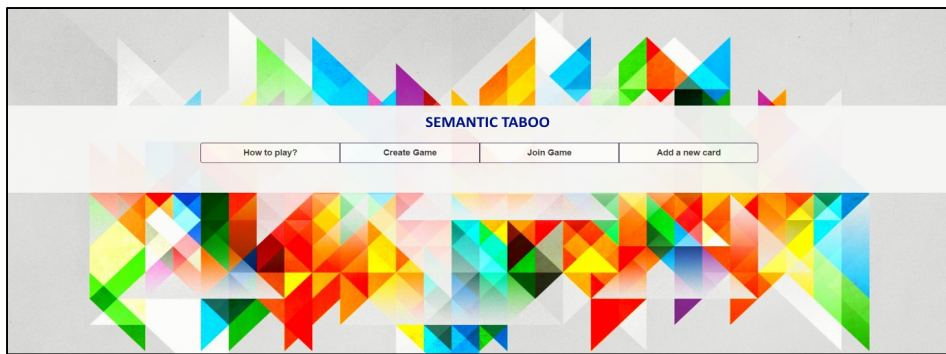 SEMANTIC TABOO
How to play? Create Game Join Game Add a new card